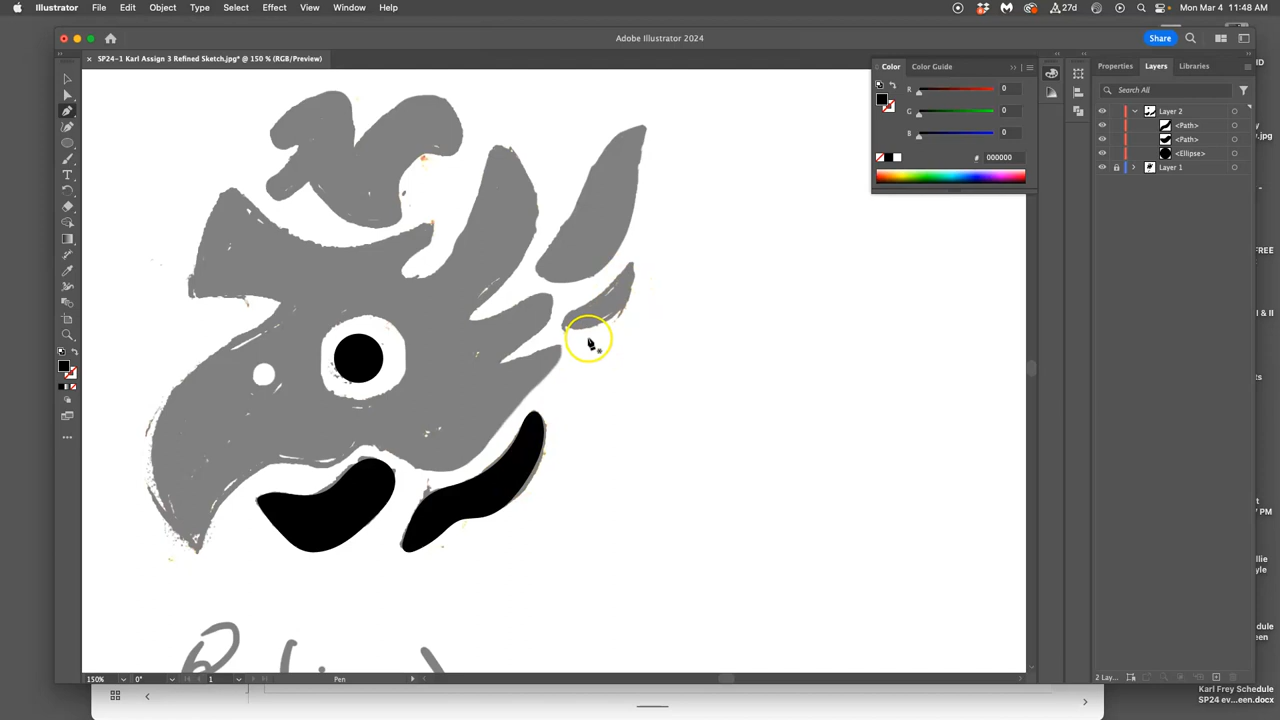 Illustrator File Edit Object Type Select Effect View Window Help
27d
Mon Mar 4 11:48 AM
Adobe Illustrator 2024
Share
× SP24-1 Karl Assign 3 Refined Sketch.jpg* @ 150 % (RGB/Preview)
Color Color Guide
R 0
G 0
B 0
# 000000
Properties Layers Libraries
Search All
Layer 2
<Path>
<Path>
<Ellipse>
Layer 1
150% 0° 1 Pen
2 Lay...
Karl Frey Schedule
SP24 ev...een.docx